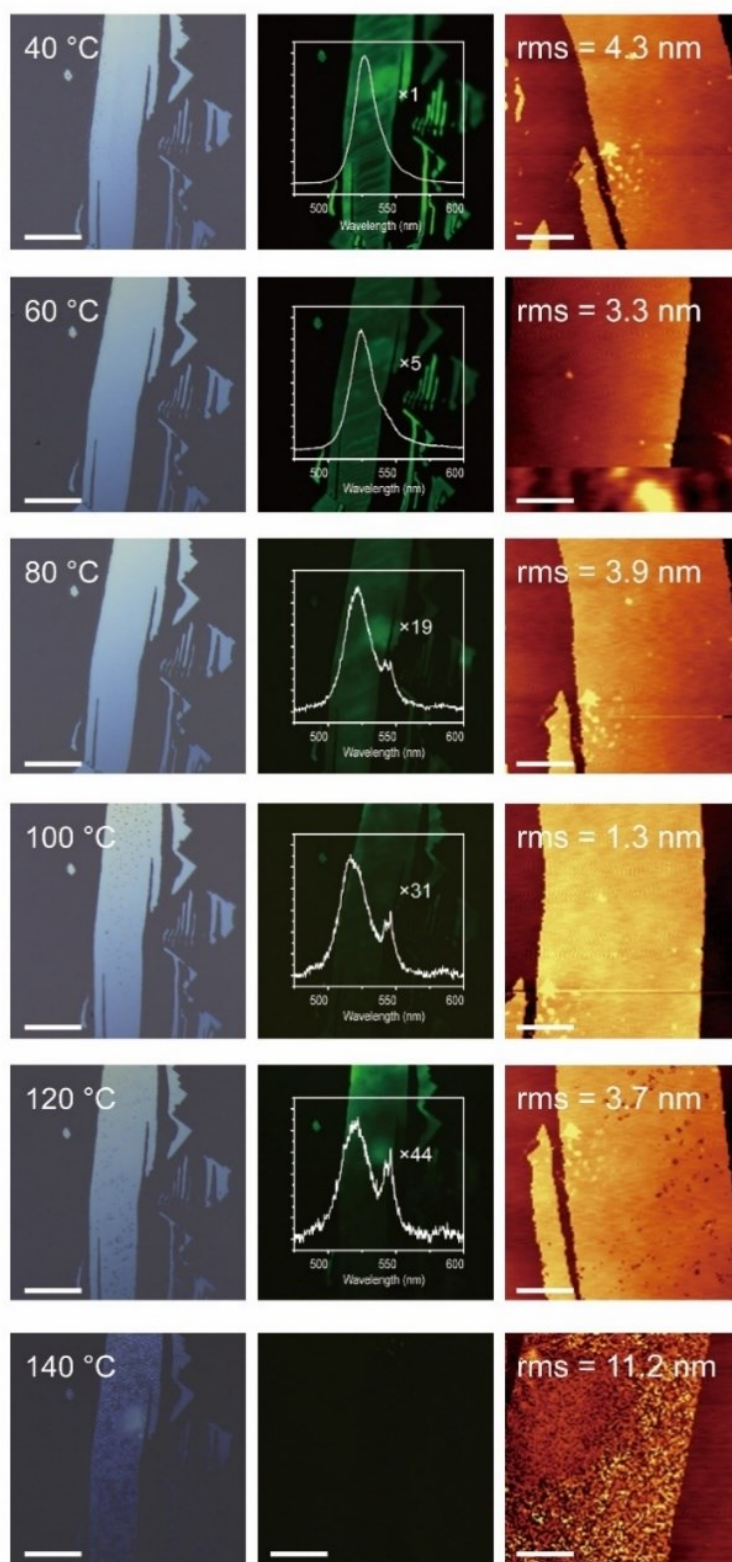 40 °C
×1
500 550 600
Wavelength (nm)
rms = 4.3 nm
60 °C
×5
500 550 600
Wavelength (nm)
rms = 3.3 nm
80 °C
×19
500 550 600
Wavelength (nm)
rms = 3.9 nm
100 °C
×31
500 550 600
Wavelength (nm)
rms = 1.3 nm
120 °C
×44
500 550 600
Wavelength (nm)
rms = 3.7 nm
140 °C
rms = 11.2 nm